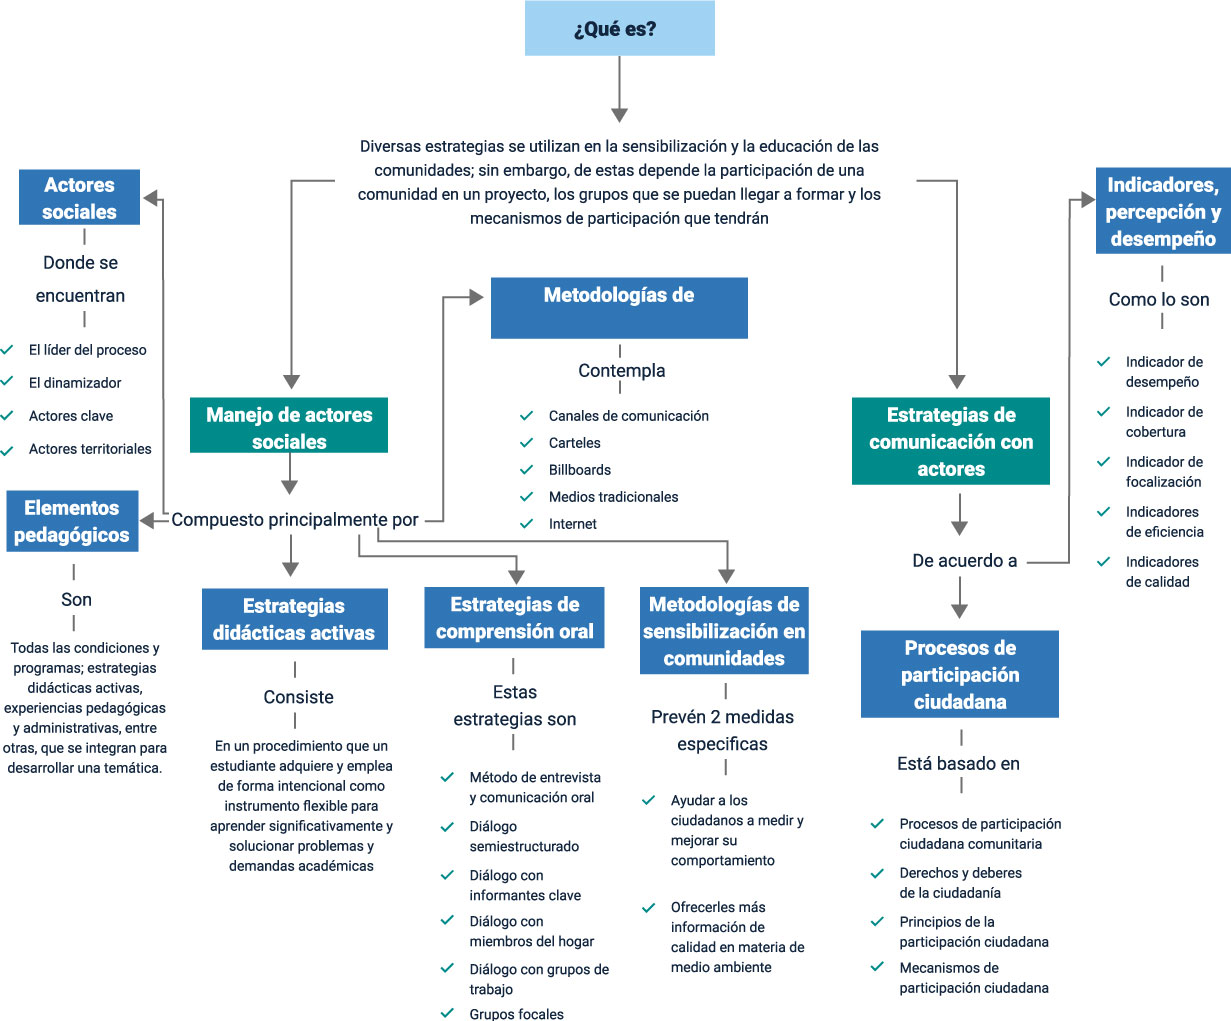 ¿Qué es?
Diversas estrategias se utilizan en la sensibilización y la educación de las
comunidades; sin embargo, de estas depende la participación de una
comunidad en un proyecto, los grupos que se puedan llegar a formar y los
mecanismos de participación que tendrán
Actores
sociales
Donde se
encuentran
El líder del proceso
El dinamizador
Actores clave
Actores territoriales
Metodologías de
Contempla
Canales de comunicación
Carteles
Billboards
Medios tradicionales
Internet
Indicadores,
percepción y
desempeño
Como lo son
Indicador de
desempeño
Indicador de
cobertura
Indicador de
focalización
Indicadores
de eficiencia
Indicadores
de calidad
Manejo de actores
sociales
Compuesto principalmente por
Estrategias de
comunicación con
actores
De acuerdo a
Elementos
pedagógicos
Son
Todas las condiciones y
programas; estrategias
didácticas activas,
experiencias pedagógicas
y administrativas, entre
otras, que se integran para
desarrollar una temática.
Estrategias
didácticas activas
Consiste
En un procedimiento que un
estudiante adquiere y emplea
de forma intencional como
instrumento flexible para
aprender significativamente y
solucionar problemas y
demandas académicas
Estrategias de
comprensión oral
Estas
estrategias son
Método de entrevista
y comunicación oral
Diálogo
semiestructurado
Diálogo con
informantes clave
Diálogo con
miembros del hogar
Diálogo con grupos de
trabajo
Grupos focales
Metodologías de
sensibilización en
comunidades
Prevén 2 medidas
especificas
Ayudar a los
ciudadanos a medir y
mejorar su
comportamiento
Ofrecerles más
información de
calidad en materia de
medio ambiente
Procesos de
participación
ciudadana
Está basado en
Procesos de participación
ciudadana comunitaria
Derechos y deberes
de la ciudadanía
Principios de la
participación ciudadana
Mecanismos de
participación ciudadana